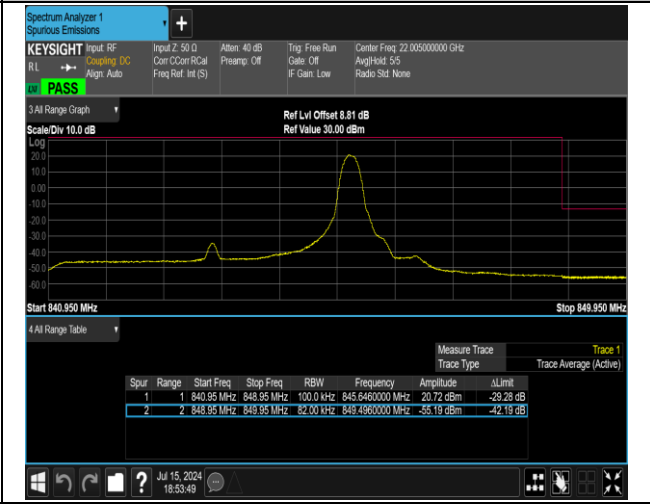 Spectrum Analyzer 1
Spurious Emissions
+
KEYSIGHT Input: RF Input Z: 50 Ω Atten: 40 dB Trig: Free Run Center Freq: 22.005000000 GHz
RL Coupling: DC Corr CCorr RCal Preamp: Off Gate: Off Avg|Hold: 5/5
Align: Auto Freq Ref: Int (S) IF Gain: Low Radio Std: None
LXI PASS
3 All Range Graph
Ref Lvl Offset 8.81 dB
Scale/Div 10.0 dB Ref Value 30.00 dBm
Log
20.0
10.0
0.00
-10.0
-20.0
-30.0
-40.0
-50.0
-60.0
Start 840.950 MHz Stop 849.950 MHz
4 All Range Table
Measure Trace Trace 1
Trace Type Trace Average (Active)
Spur Range Start Freq Stop Freq RBW Frequency Amplitude ΔLimit
1 1 840.95 MHz 848.95 MHz 100.0 kHz 845.6460000 MHz 20.72 dBm -29.28 dB
2 2 848.95 MHz 849.95 MHz 82.00 kHz 849.4960000 MHz -55.19 dBm -42.19 dB
? Jul 15, 2024
18:53:49